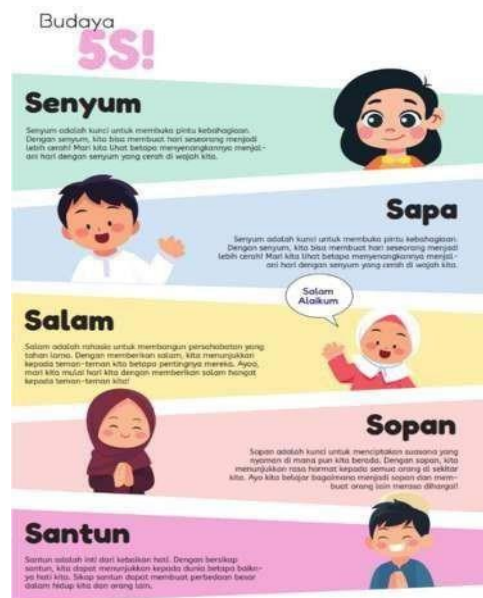 Budaya
5S!
Senyum
Senyum adalah kunci untuk membuka pintu kebahagiaan.
Dengan senyum, kita bisa membuat hari seseorang menjadi
lebih cerah! Mari kita lihat betapa menyenangkannya menjal-
ani hari dengan senyum yang cerah di wajah kita.
Sapa
Senyum adalah kunci untuk membuka pintu kebahagiaan.
Dengan senyum, kita bisa membuat hari seseorang menjadi
lebih cerah! Mari kita lihat betapa menyenangkannya menjal-
ani hari dengan senyum yang cerah di wajah kita.
Salam
Alaikum
Salam
Salam adalah rahasia untuk membangun persahabatan yang
tahan lama. Dengan memberikan salam, kita menunjukkan
kepada teman-teman kita betapa pentingnya mereka. Ayoo,
mari kita mulai hari kita dengan memberikan salam hangat
kepada teman-teman kita!
Sopan
Sopan adalah kunci untuk menciptakan suasana yang
nyaman di mana pun kita berada. Dengan sopan, kita
menunjukkan rasa hormat kepada semua orang di sekitar
kita. Ayo kita belajar bagaimana menjadi sopan dan mem-
buat orang lain merasa dihargai!
Santun
Santun adalah inti dari kebaikan hati. Dengan bersikap
santun, kita dapat menunjukkan kepada dunia betapa baikn-
ya hati kita. Sikap santun dapat membuat perbedaan besar
dalam hidup kita dan orang lain.